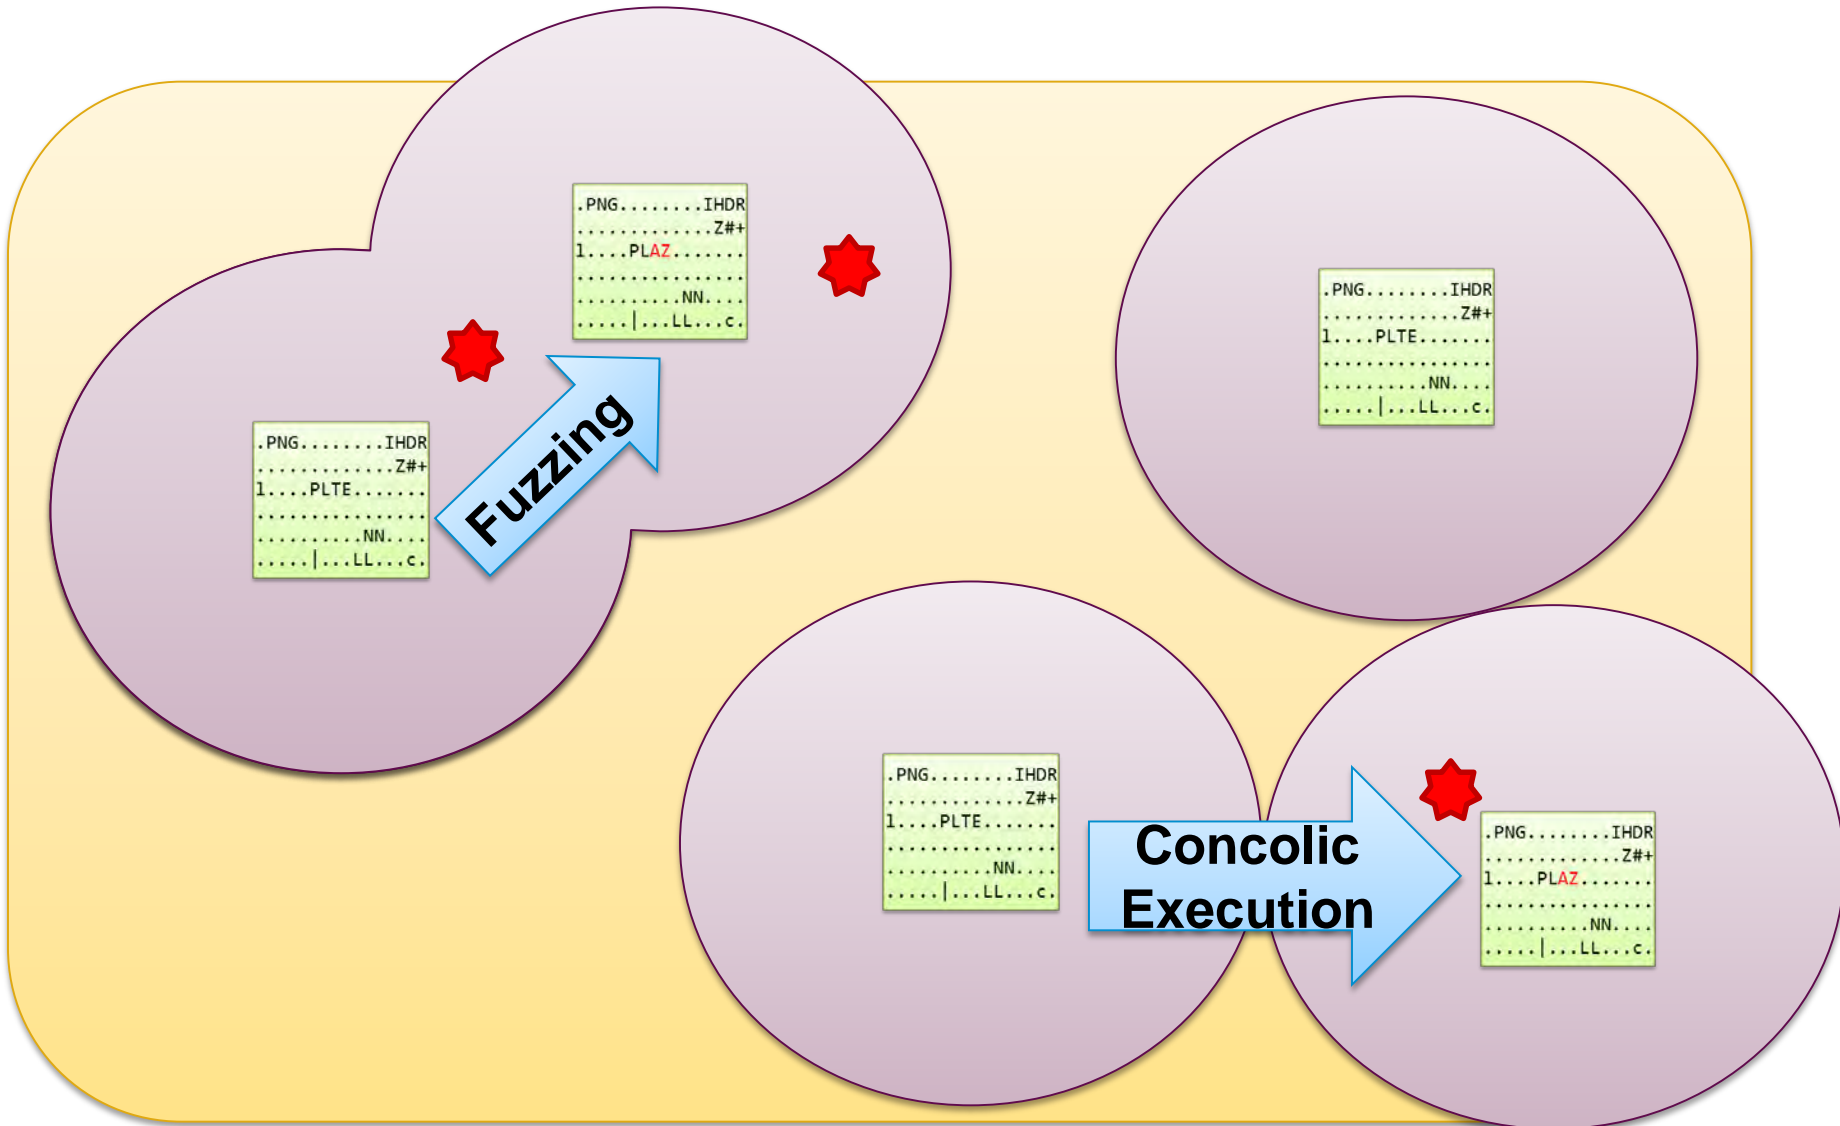 .PNG........IHDR
.............Z#+
1....PLAZ.......
................
..........NN....
.....|...LL...c.
.PNG........IHDR
.............Z#+
1....PLTE.......
................
..........NN....
.....|...LL...c.
Fuzzing
.PNG........IHDR
.............Z#+
1....PLTE.......
................
..........NN....
.....|...LL...c.
.PNG........IHDR
.............Z#+
1....PLTE.......
................
..........NN....
.....|...LL...c.
Concolic
Execution
.PNG........IHDR
.............Z#+
1....PLAZ.......
................
..........NN....
.....|...LL...c.